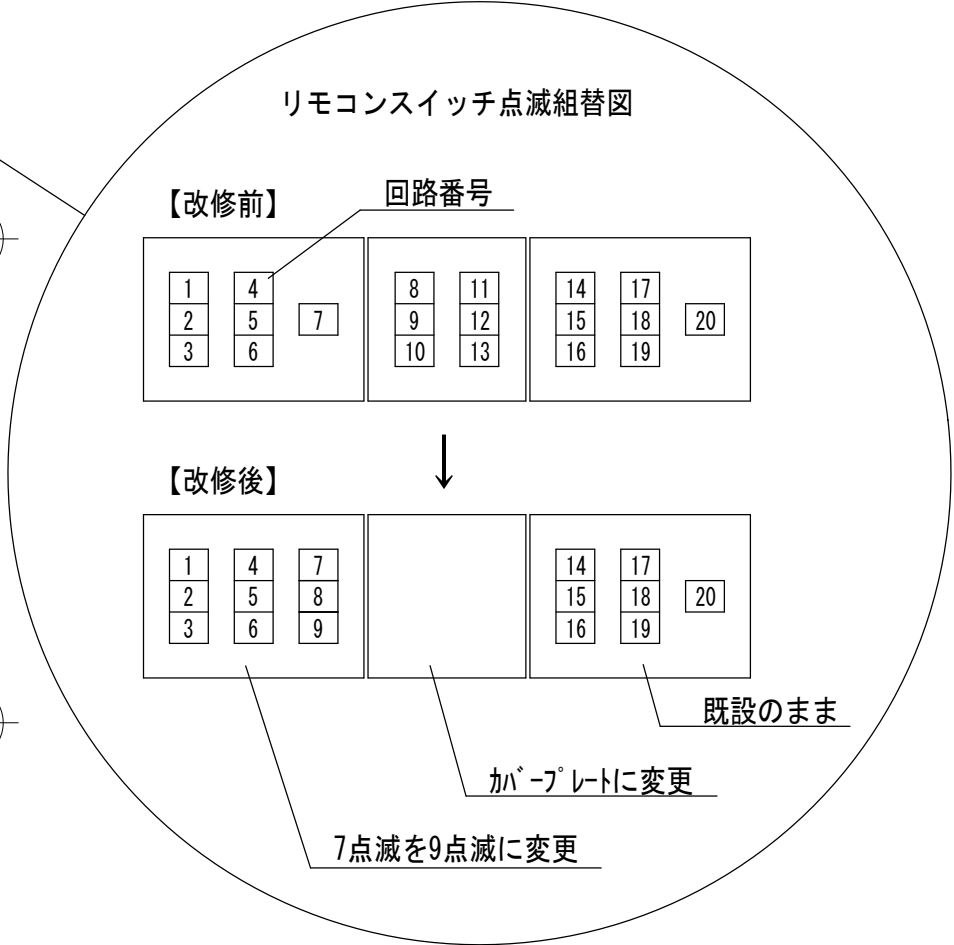 リモコンスイッチ点滅組替図
【改修前】
回路番号
1 4 8 11 14 17
2 5 7 9 12 15 18 20
3 6 10 13 16 19
↓
【改修後】
1 4 7 14 17
2 5 8 15 18 20
3 6 9 16 19
既設のまま
ｶﾊﾞｰﾌﾟﾚｰﾄに変更
7点滅を9点滅に変更